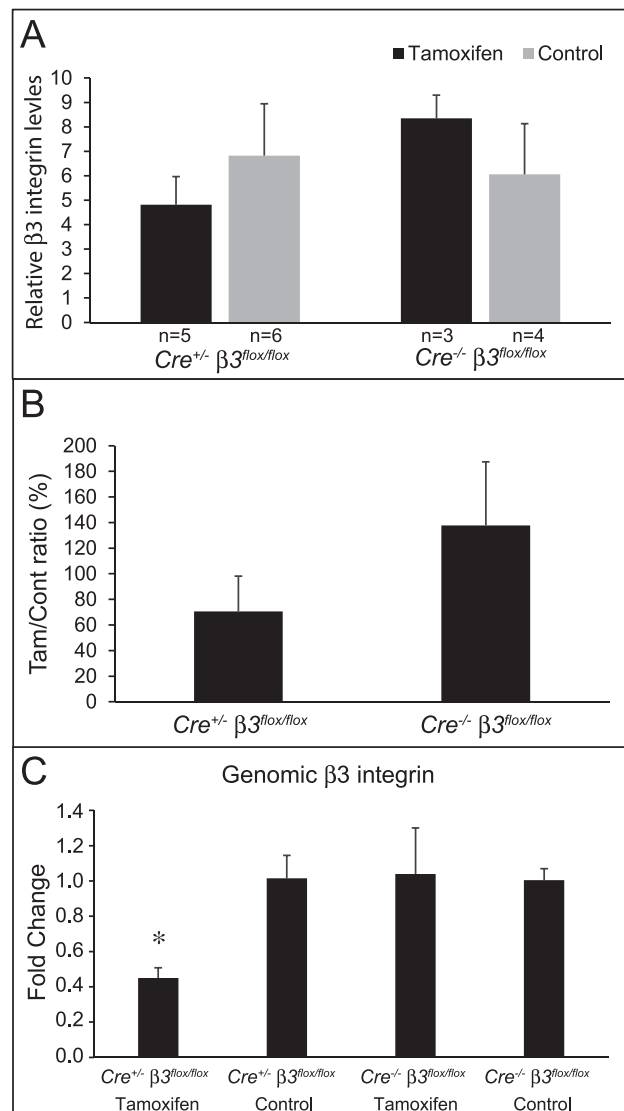 A
Tamoxifen Control
Relative β3 integrin levles
10
9
8
7
6
5
4
3
2
1
0
n=5 n=6 n=3 n=4
Cre+/- β3flox/flox Cre-/- β3flox/flox
B
Tam/Cont ratio (%)
200
180
160
140
120
100
80
60
40
20
0
Cre+/- β3flox/flox Cre-/- β3flox/flox
C
Genomic β3 integrin
Fold Change
1.4
1.2
1.0
0.8
0.6
0.4
0.2
0.0
*
Cre+/- β3flox/flox Cre+/- β3flox/flox Cre-/- β3flox/flox Cre-/- β3flox/flox
Tamoxifen Control Tamoxifen Control